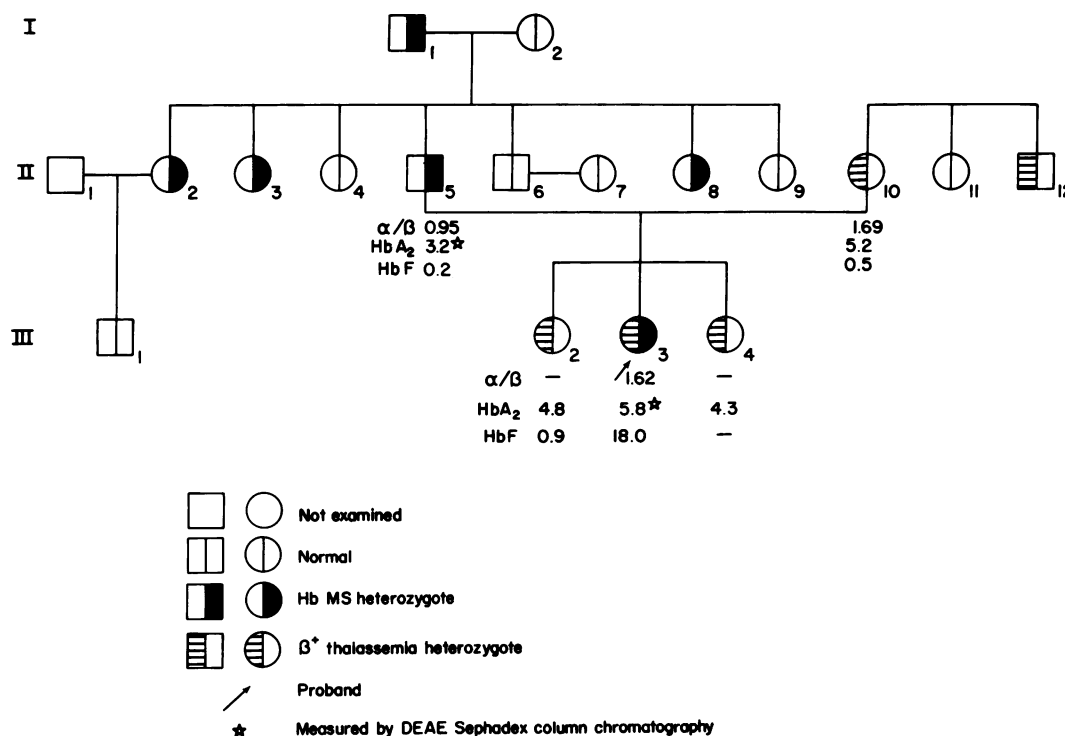 I
1 2
II
1 2 3 4 5 6 7 8 9 10 11 12
α/β 0.95 1.69
HbA₂ 3.2☆ 5.2
HbF 0.2 0.5
III
1 2 3 4
α/β — 1.62 —
HbA₂ 4.8 5.8☆ 4.3
HbF 0.9 18.0 —
Not examined
Normal
Hb MS heterozygote
β⁺ thalassemia heterozygote
Proband
☆ Measured by DEAE Sephadex column chromatography